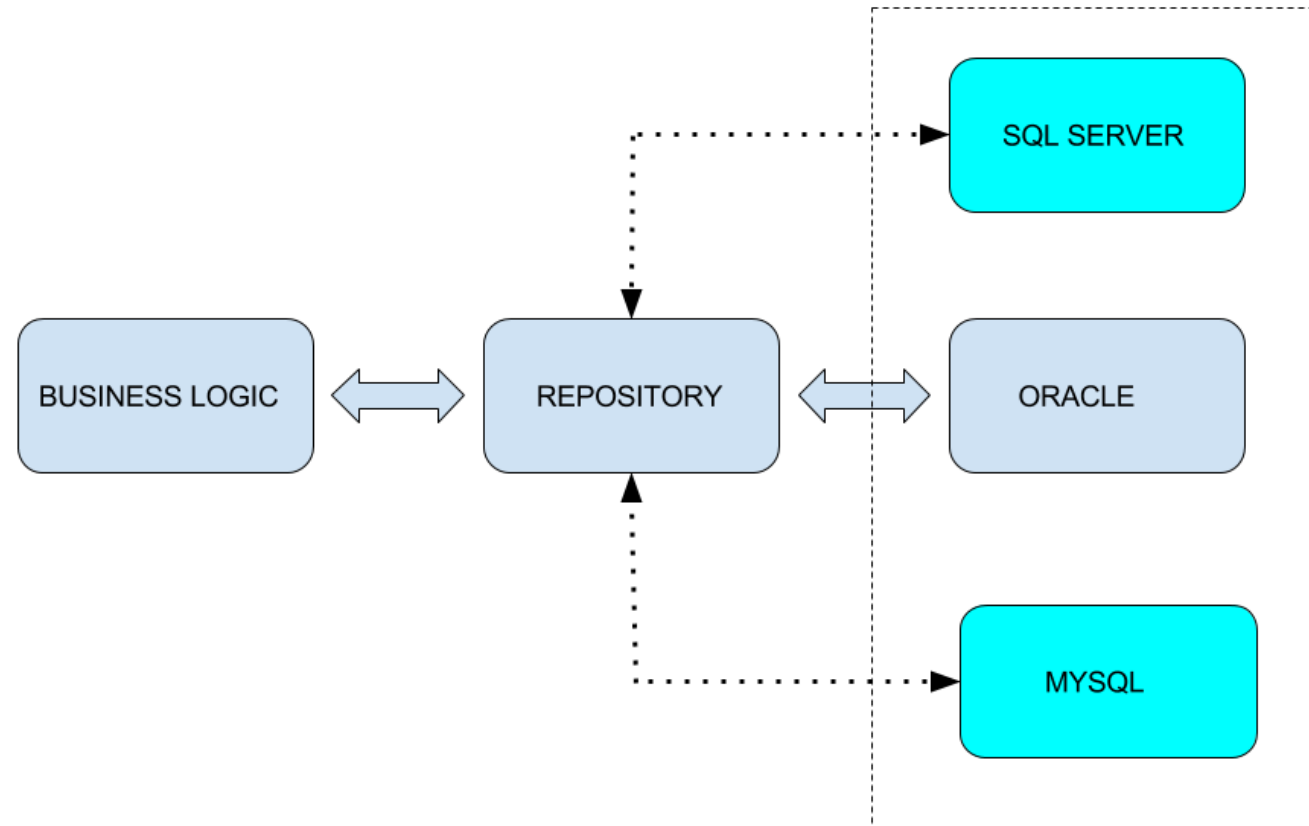 SQL SERVER
BUSINESS LOGIC
REPOSITORY
ORACLE
MYSQL